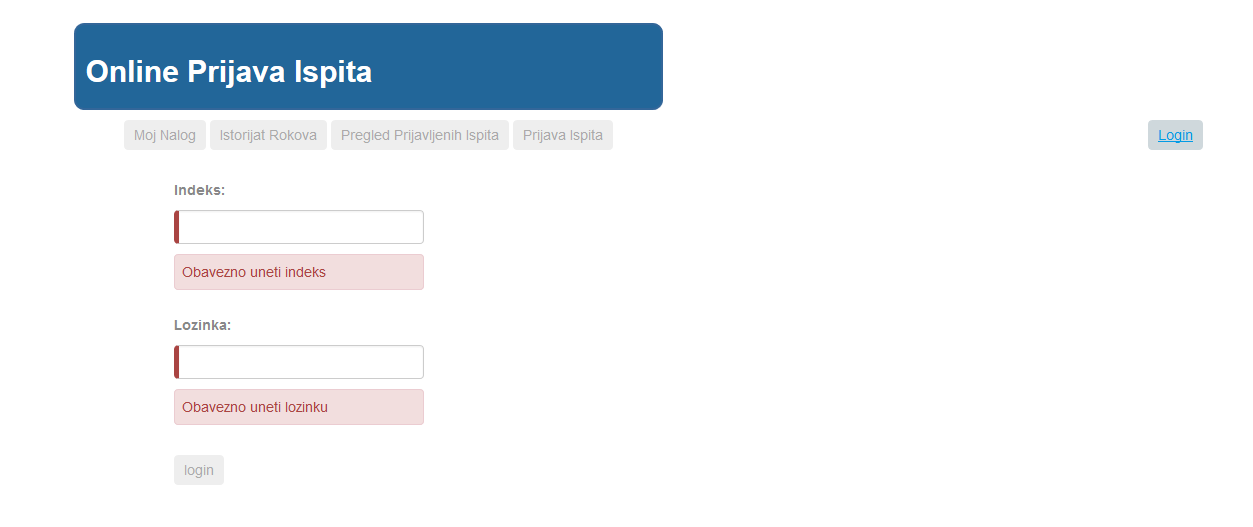 Online Prijava Ispita
Moj Nalog Istorijat Rokova Pregled Prijavljenih Ispita Prijava Ispita Login
Indeks:
Obavezno uneti indeks
Lozinka:
Obavezno uneti lozinku
login